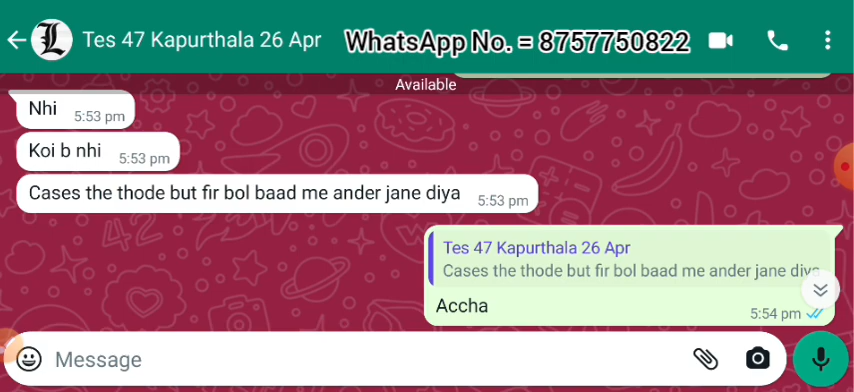 L
Tes 47 Kapurthala 26 Apr WhatsApp No. = 8757750822
Available
Nhi 5:53 pm
Koi b nhi 5:53 pm
Cases the thode but fir bol baad me ander jane diya 5:53 pm
Tes 47 Kapurthala 26 Apr
Cases the thode but fir bol baad me ander jane diya
Accha
5:54 pm
Message